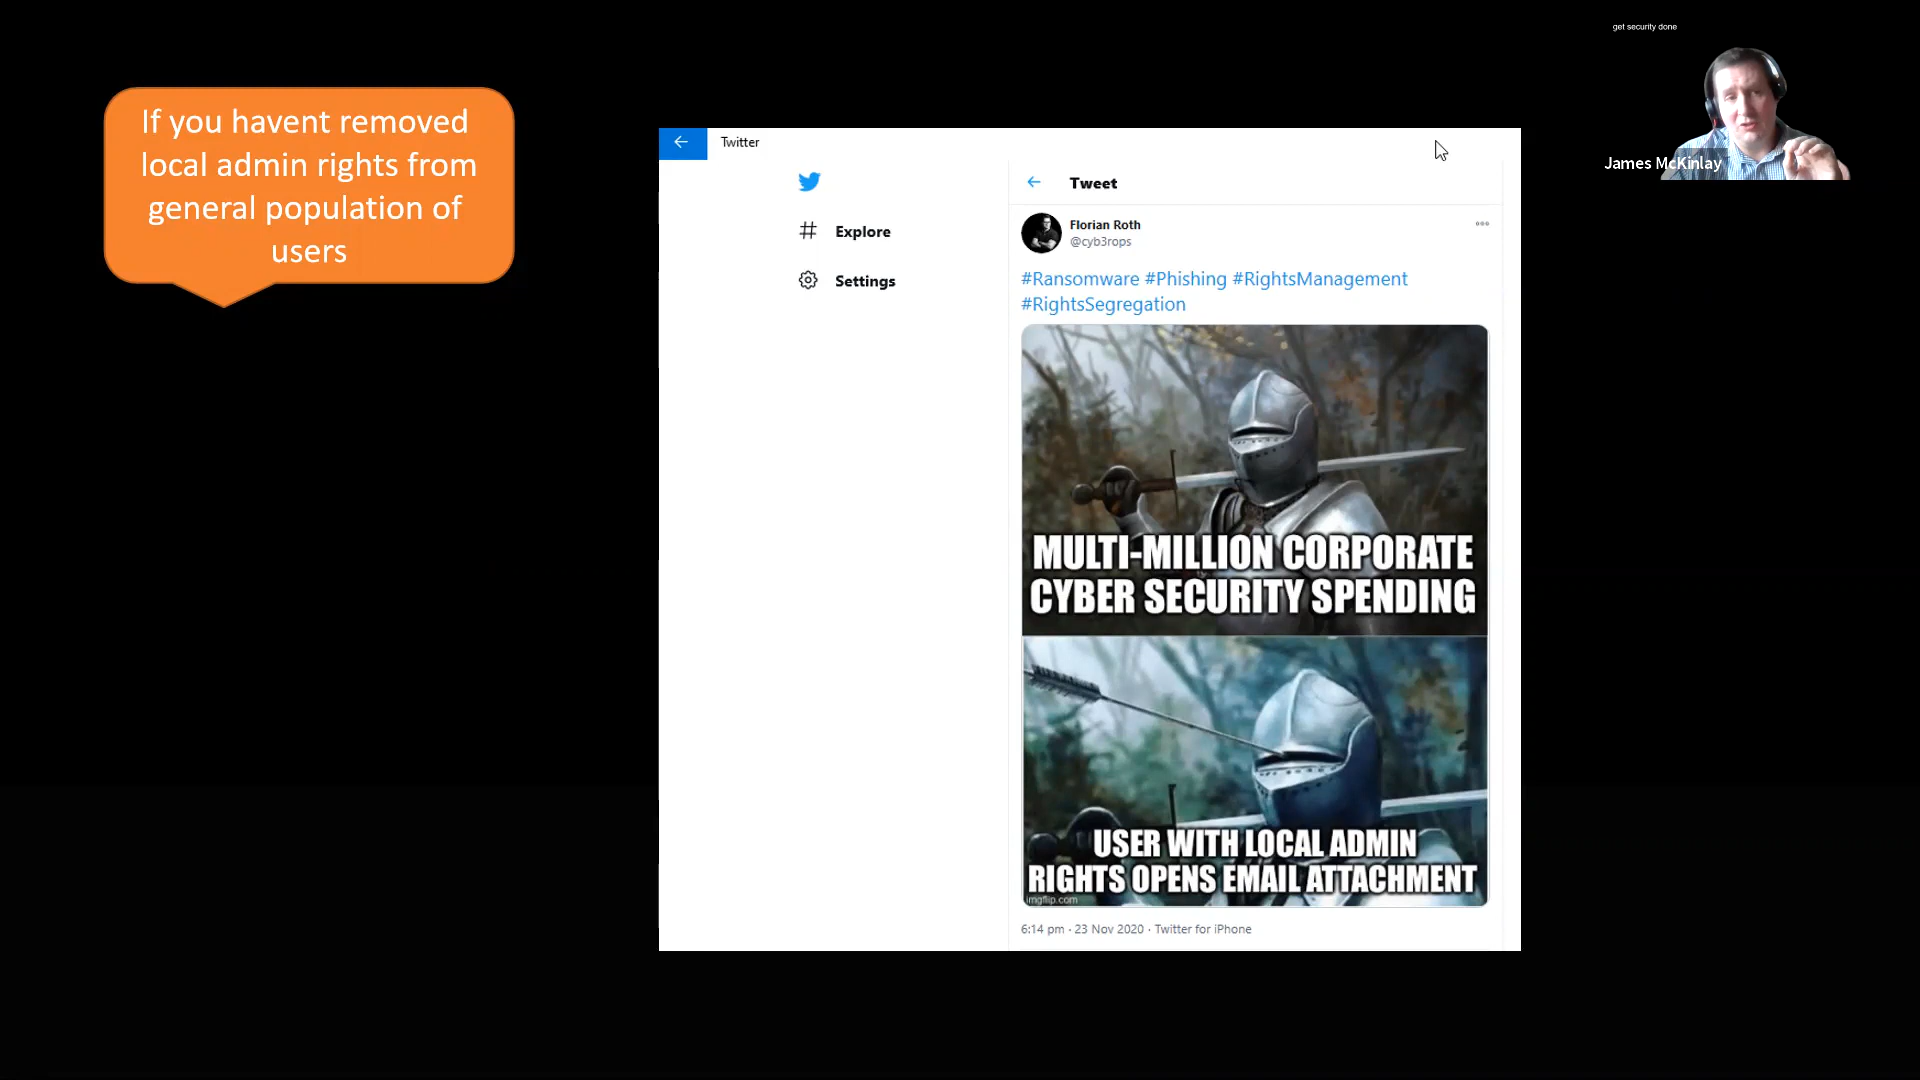 get security done
If you havent removed
local admin rights from
general population of
users
James McKinlay
Twitter
Explore
Settings
Tweet
Florian Roth
@cyb3rops
#Ransomware #Phishing #RightsManagement
#RightsSegregation
MULTI-MILLION CORPORATE
CYBER SECURITY SPENDING
USER WITH LOCAL ADMIN
RIGHTS OPENS EMAIL ATTACHMENT
imgflip.com
6:14 pm · 23 Nov 2020 · Twitter for iPhone